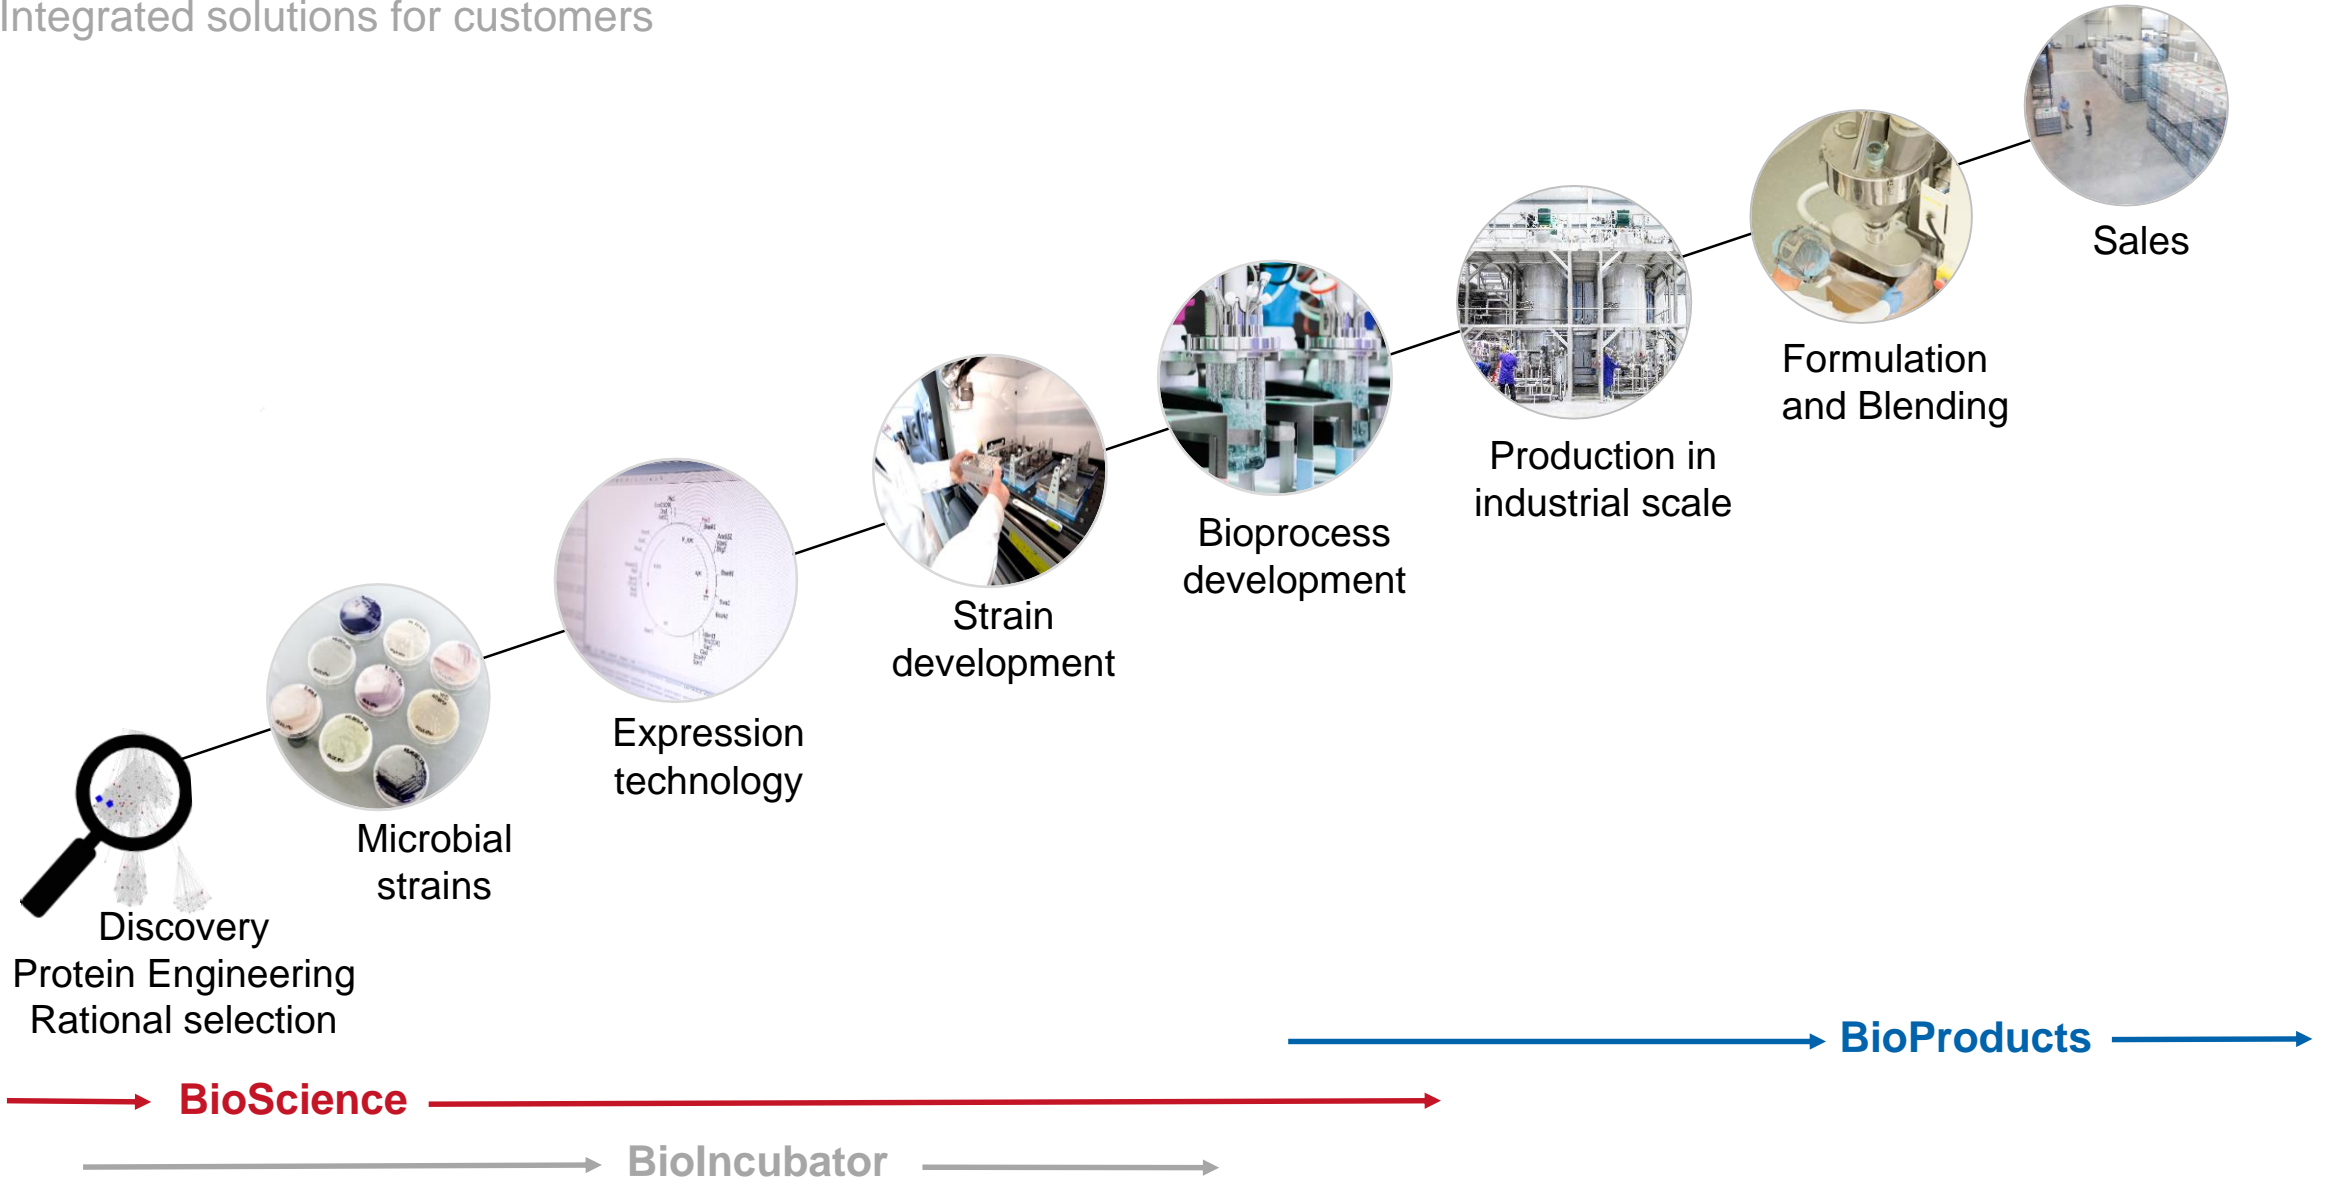 Integrated solutions for customers
Sales
Formulation
and Blending
Production in
industrial scale
Bioprocess
development
Strain
development
Expression
technology
Microbial
strains
Discovery
Protein Engineering
Rational selection
BioProducts
BioScience
BioIncubator